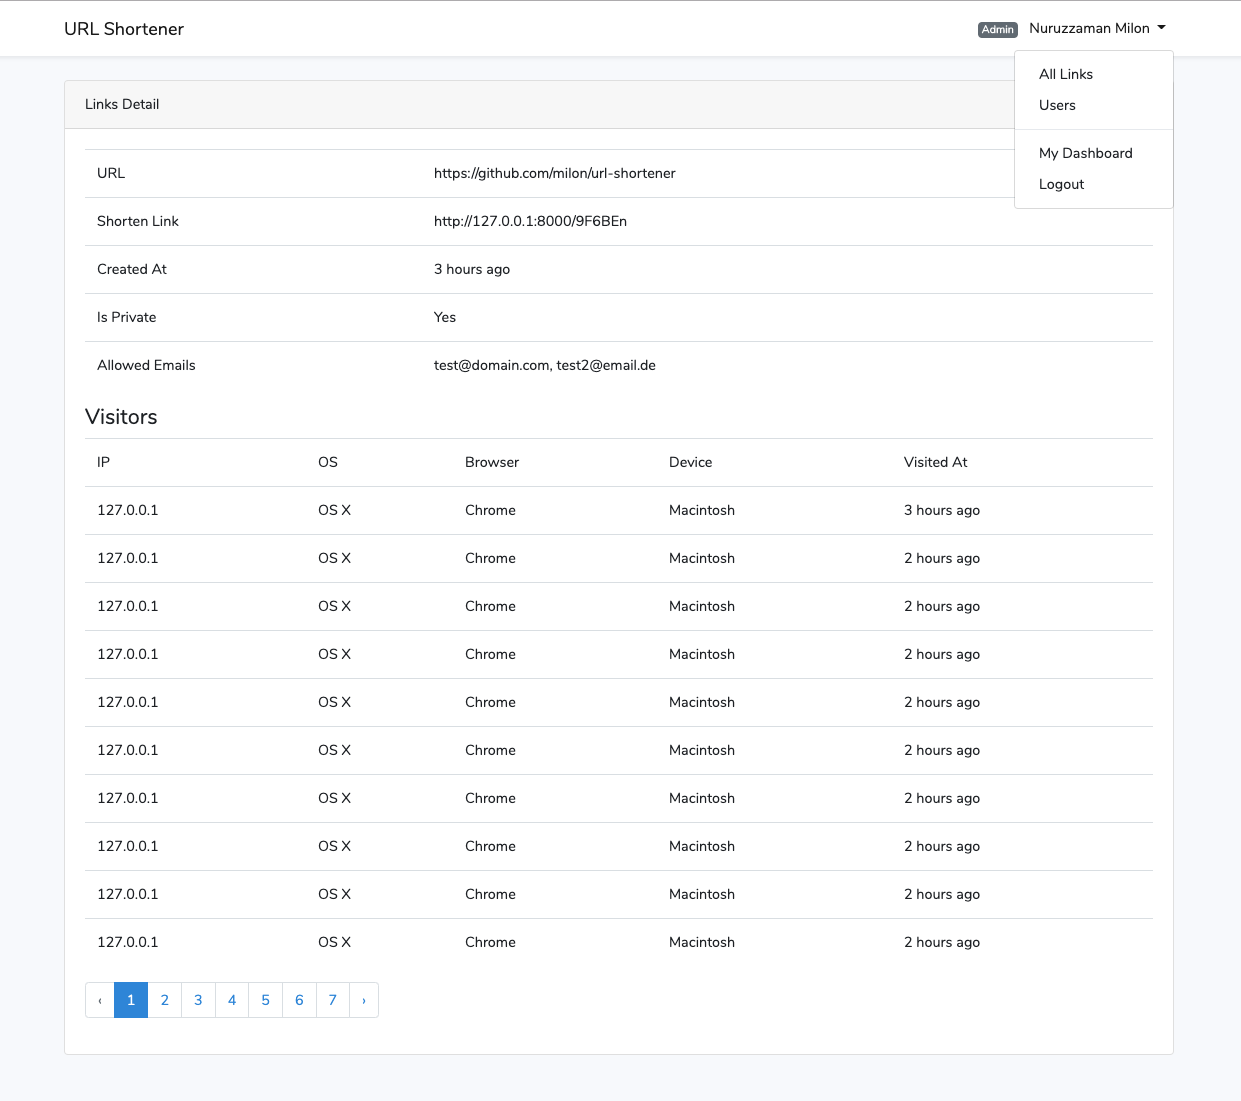 URL Shortener
Admin Nuruzzaman Milon
All Links
Users
My Dashboard
Logout
Links Detail
URL https://github.com/milon/url-shortener
Shorten Link http://127.0.0.1:8000/9F6BEn
Created At 3 hours ago
Is Private Yes
Allowed Emails test@domain.com, test2@email.de
Visitors
IP OS Browser Device Visited At
127.0.0.1 OS X Chrome Macintosh 3 hours ago
127.0.0.1 OS X Chrome Macintosh 2 hours ago
127.0.0.1 OS X Chrome Macintosh 2 hours ago
127.0.0.1 OS X Chrome Macintosh 2 hours ago
127.0.0.1 OS X Chrome Macintosh 2 hours ago
127.0.0.1 OS X Chrome Macintosh 2 hours ago
127.0.0.1 OS X Chrome Macintosh 2 hours ago
127.0.0.1 OS X Chrome Macintosh 2 hours ago
127.0.0.1 OS X Chrome Macintosh 2 hours ago
127.0.0.1 OS X Chrome Macintosh 2 hours ago
‹ 1 2 3 4 5 6 7 ›